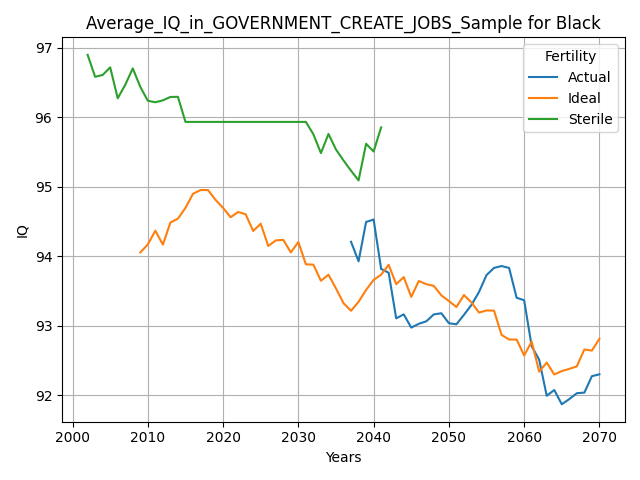 Average_IQ_in_GOVERNMENT_CREATE_JOBS_Sample for Black
Fertility
Actual
Ideal
Sterile
IQ
97
96
95
94
93
92
2000 2010 2020 2030 2040 2050 2060 2070
Years